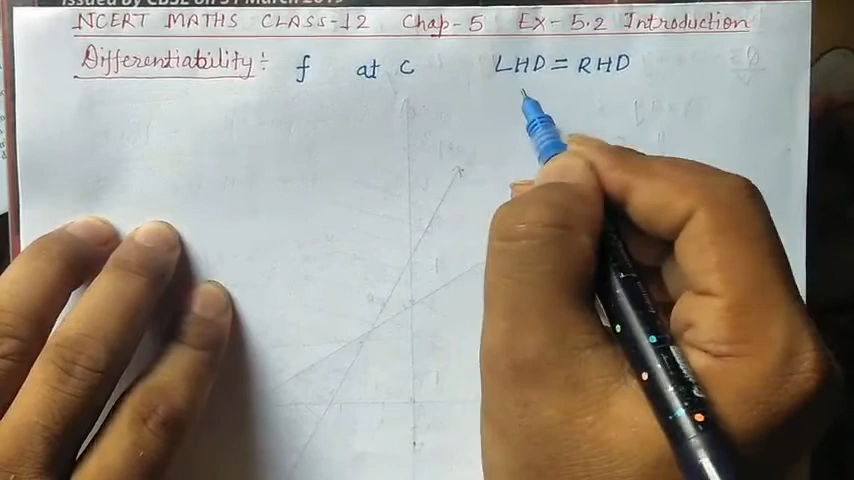 NCERT MATHS CLASS-12 Chap-5 Ex-5.2 Introduction
Differentiability:- f at c LHD = RHD